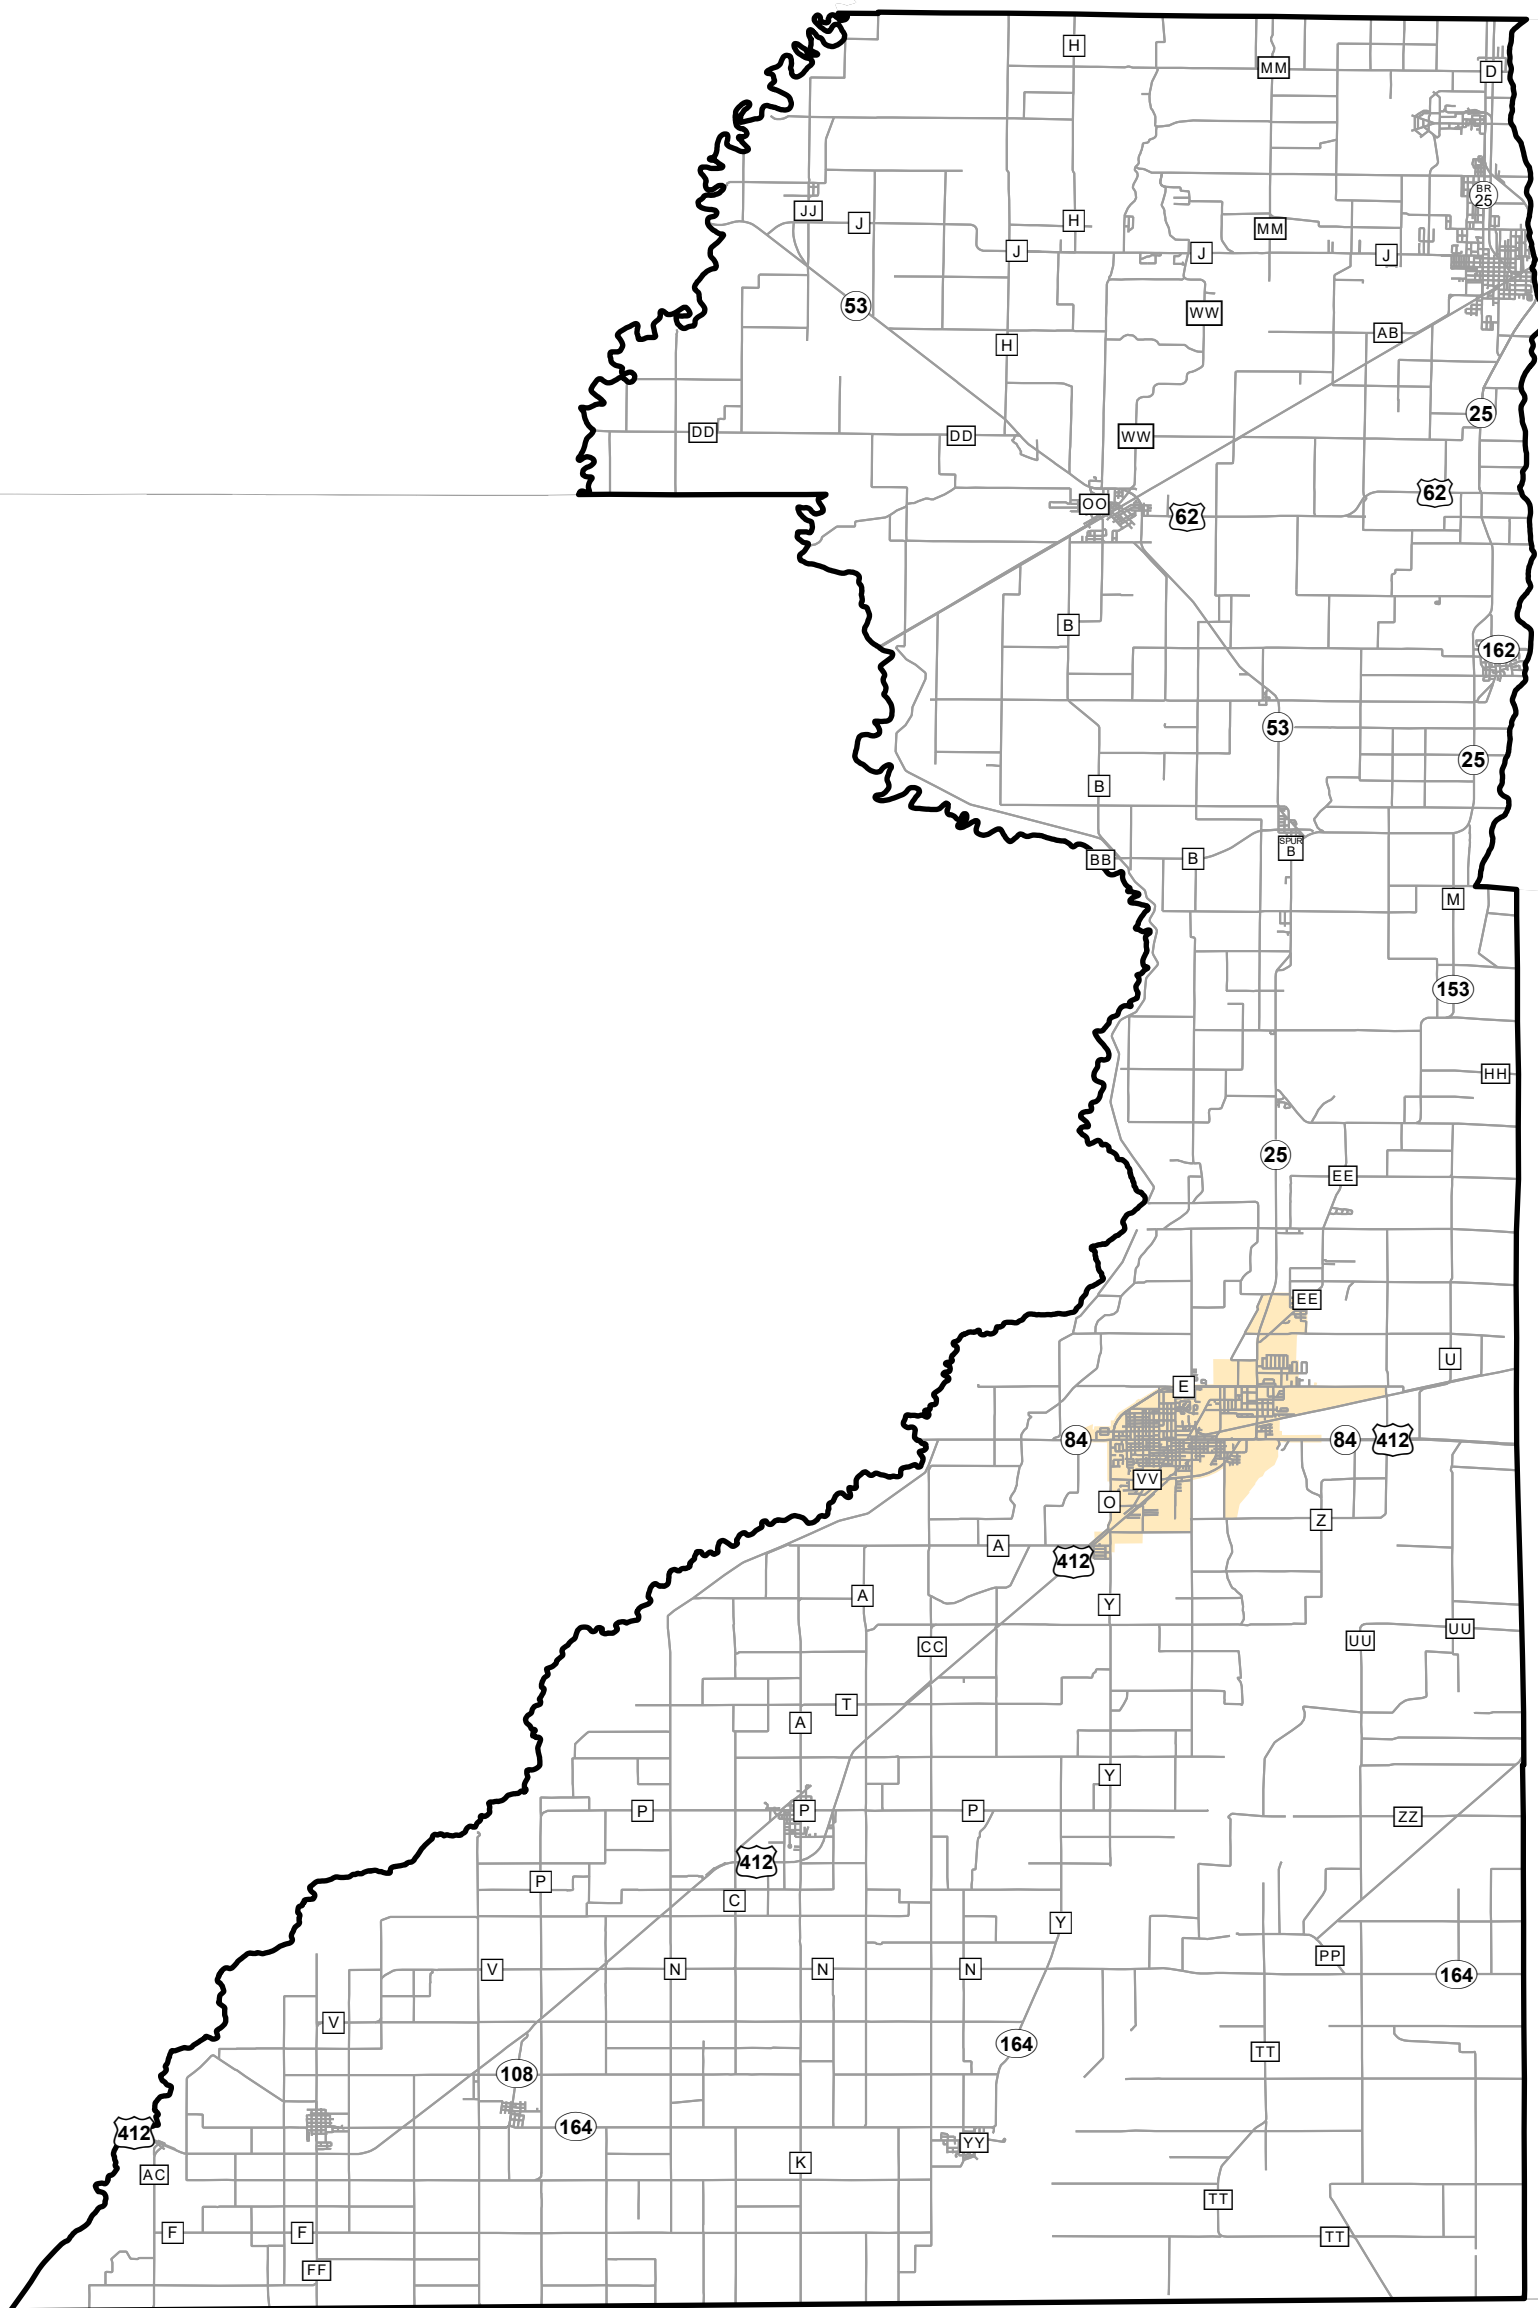 H
MM
D
BR
25
JJ
J
H
MM
J
J
J
53
WW
AB
H
25
DD
DD
WW
62
OO
62
B
162
53
25
B
SPUR
B
BB
B
M
153
HH
25
EE
EE
U
E
84
84
412
VV
O
Z
A
412
A
Y
UU
UU
CC
T
A
Y
P
P
P
ZZ
412
P
C
Y
PP
V
N
N
N
164
V
164
TT
108
164
412
YY
K
AC
TT
F
F
TT
FF